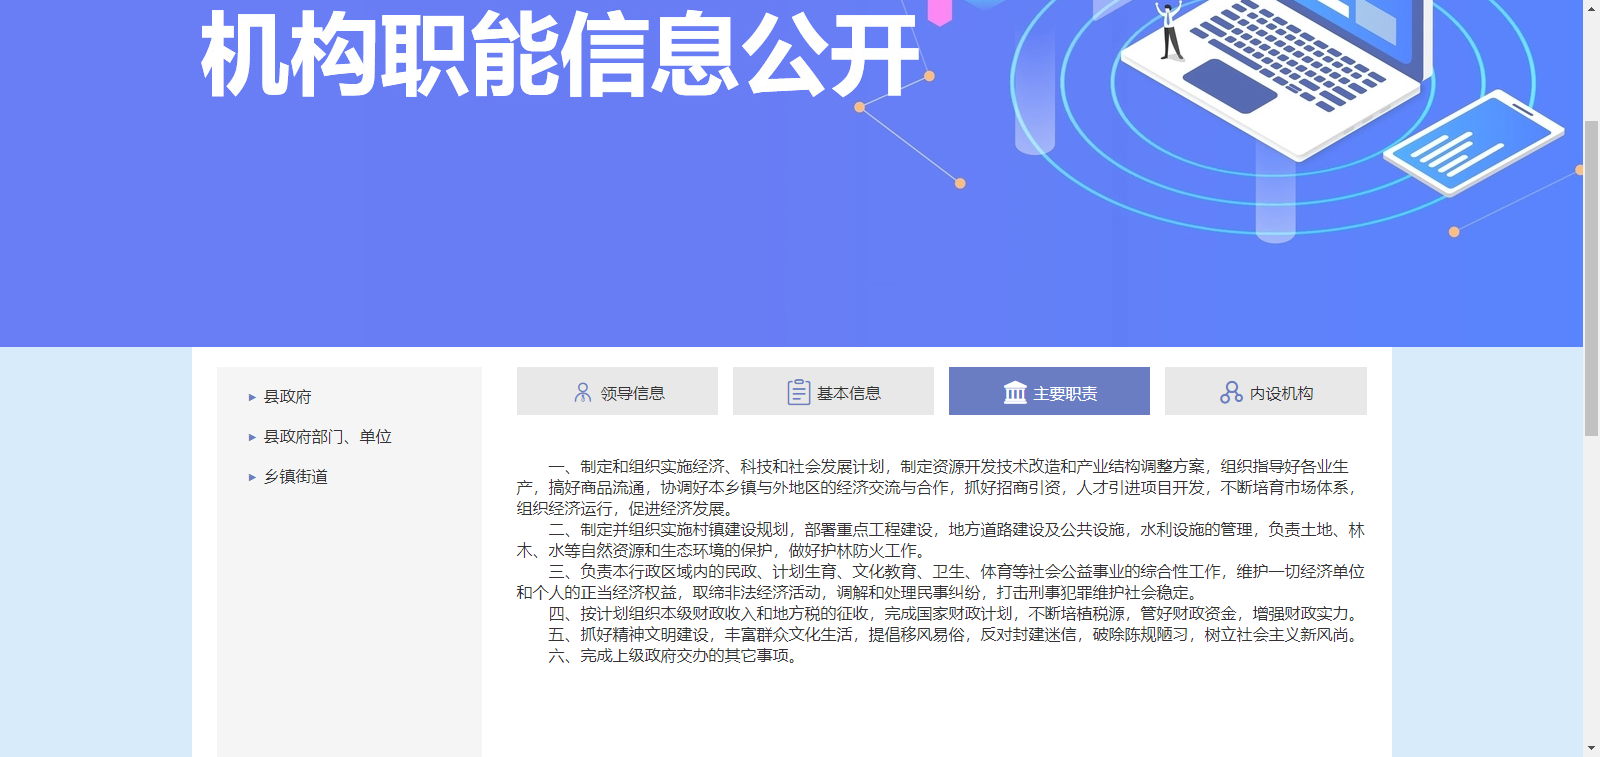 机构职能信息公开
县政府
县政府部门、单位
乡镇街道
领导信息
基本信息
主要职责
内设机构
一、制定和组织实施经济、科技和社会发展计划，制定资源开发技术改造和产业结构调整方案，组织指导好各业生
产，搞好商品流通，协调好本乡镇与外地区的经济交流与合作，抓好招商引资，人才引进项目开发，不断培育市场体系，
组织经济运行，促进经济发展。
二、制定并组织实施村镇建设规划，部署重点工程建设，地方道路建设及公共设施，水利设施的管理，负责土地、林
木、水等自然资源和生态环境的保护，做好护林防火工作。
三、负责本行政区域内的民政、计划生育、文化教育、卫生、体育等社会公益事业的综合性工作，维护一切经济单位
和个人的正当经济权益，取缔非法经济活动，调解和处理民事纠纷，打击刑事犯罪维护社会稳定。
四、按计划组织本级财政收入和地方税的征收，完成国家财政计划，不断培植税源，管好财政资金，增强财政实力。
五、抓好精神文明建设，丰富群众文化生活，提倡移风易俗，反对封建迷信，破除陈规陋习，树立社会主义新风尚。
六、完成上级政府交办的其它事项。